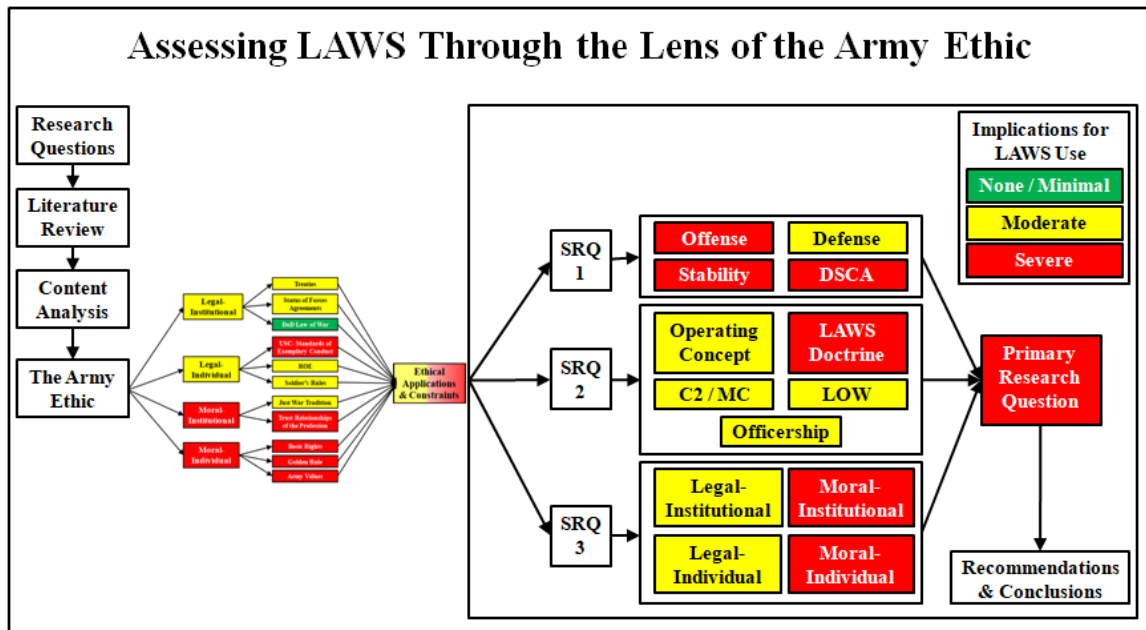 Assessing LAWS Through the Lens of the Army Ethic
Research
Questions
Literature
Review
Content
Analysis
The Army
Ethic
Legal-
Institutional
Legal-
Individual
Moral-
Institutional
Moral-
Individual
Treaties
Status of Forces
Agreements
DoD Law of War
USC- Standards
of Exemplary Conduct
ROE
Soldier's Rules
Just War Tradition
Trust Relationships
of the Profession
Basic Rights
Golden Rule
Army Values
Ethical
Applications
& Constraints
SRQ
1
Offense
Defense
Stability
DSCA
SRQ
2
Operating
Concept
LAWS
Doctrine
C2 / MC
LOW
Officership
SRQ
3
Legal-
Institutional
Moral-
Institutional
Legal-
Individual
Moral-
Individual
Implications for
LAWS Use
None / Minimal
Moderate
Severe
Primary
Research
Question
Recommendations
& Conclusions